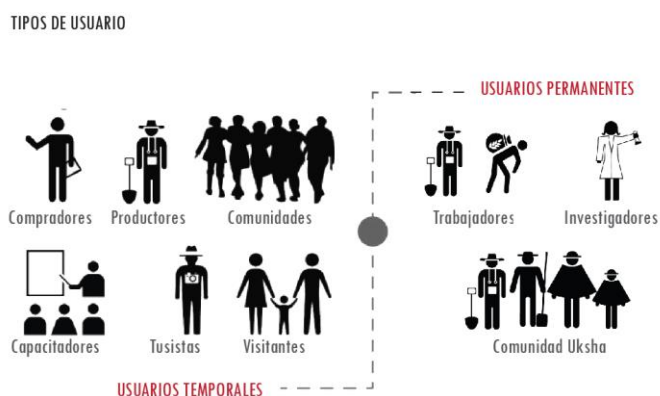 TIPOS DE USUARIO
USUARIOS PERMANENTES
Compradores Productores Comunidades
Trabajadores Investigadores
Capacitadores Tusistas Visitantes
Comunidad Uksha
USUARIOS TEMPORALES